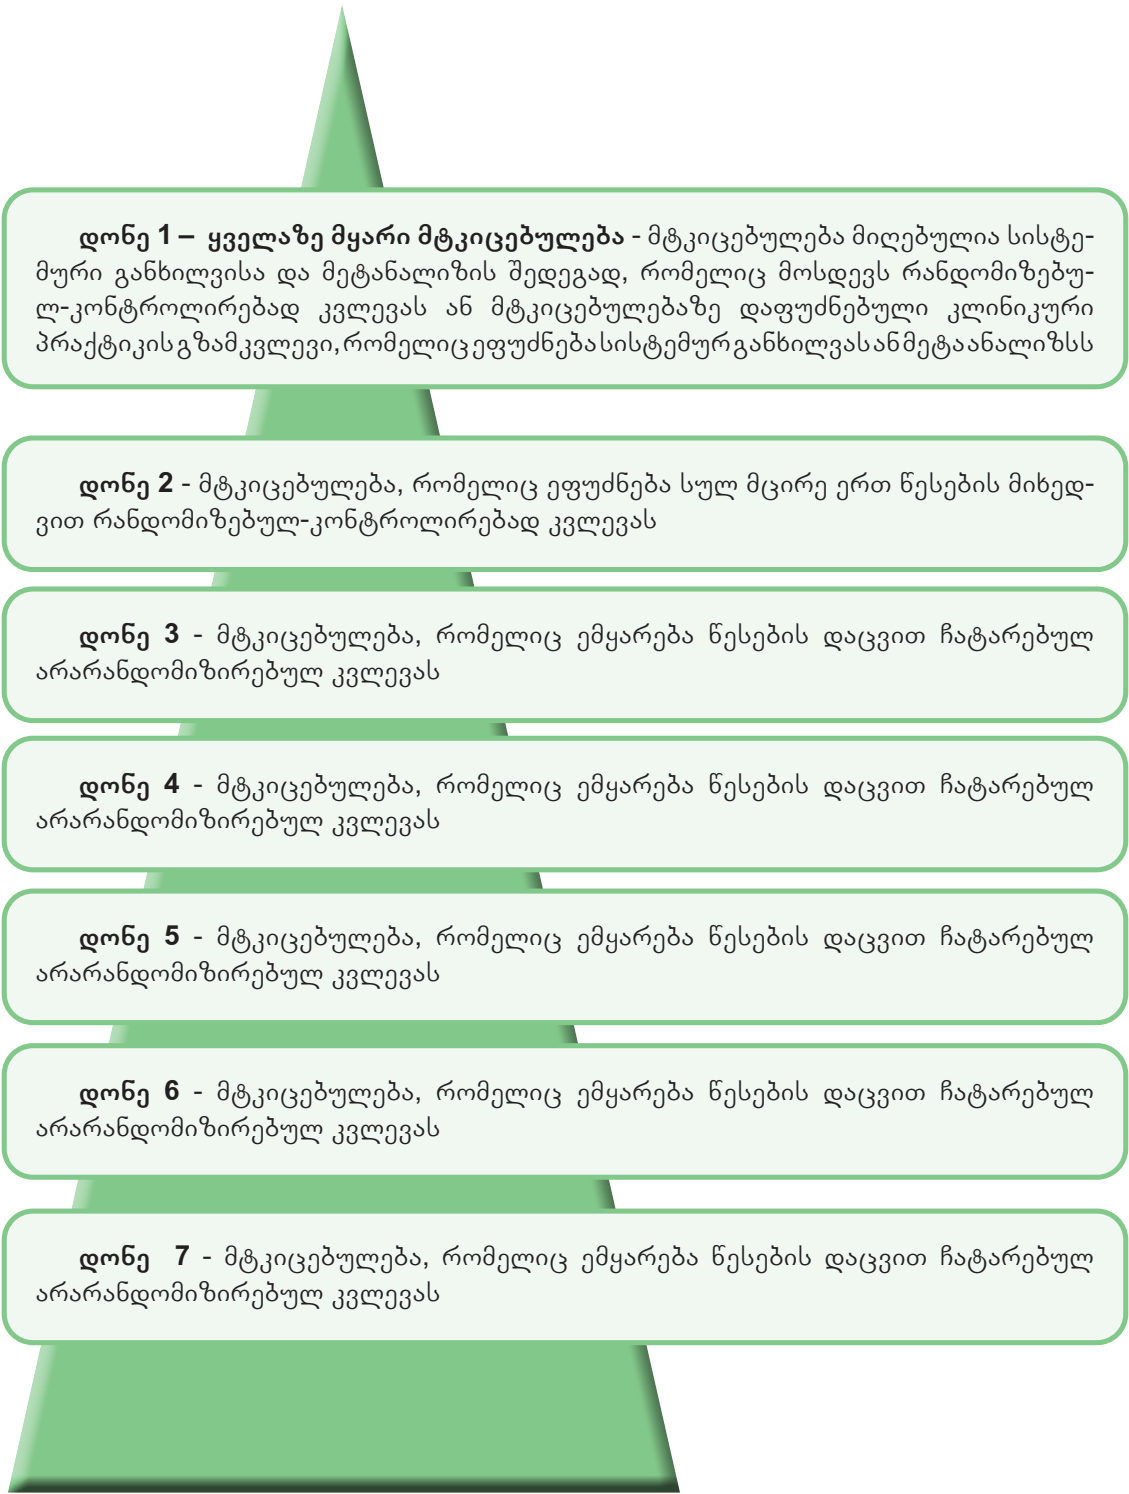 დონე 1 – ყველაზე მყარი მტკიცებულება - მტკიცებულება მიღებულია სისტე-
მური განხილვისა და მეტანალიზის შედეგად, რომელიც მოსდევს რანდომიზებუ-
ლ-კონტროლირებად კვლევას ან მტკიცებულებაზე დაფუძნებული კლინიკური
პრაქტიკის გზამკვლევი, რომელიც ეფუძნება სისტემურ განხილვას ან მეტაანალიზსს
დონე 2 - მტკიცებულება, რომელიც ეფუძნება სულ მცირე ერთ წესების მიხედ-
ვით რანდომიზებულ-კონტროლირებად კვლევას
დონე 3 - მტკიცებულება, რომელიც ემყარება წესების დაცვით ჩატარებულ
არარანდომიზირებულ კვლევას
დონე 4 - მტკიცებულება, რომელიც ემყარება წესების დაცვით ჩატარებულ
არარანდომიზირებულ კვლევას
დონე 5 - მტკიცებულება, რომელიც ემყარება წესების დაცვით ჩატარებულ
არარანდომიზირებულ კვლევას
დონე 6 - მტკიცებულება, რომელიც ემყარება წესების დაცვით ჩატარებულ
არარანდომიზირებულ კვლევას
დონე 7 - მტკიცებულება, რომელიც ემყარება წესების დაცვით ჩატარებულ
არარანდომიზირებულ კვლევას